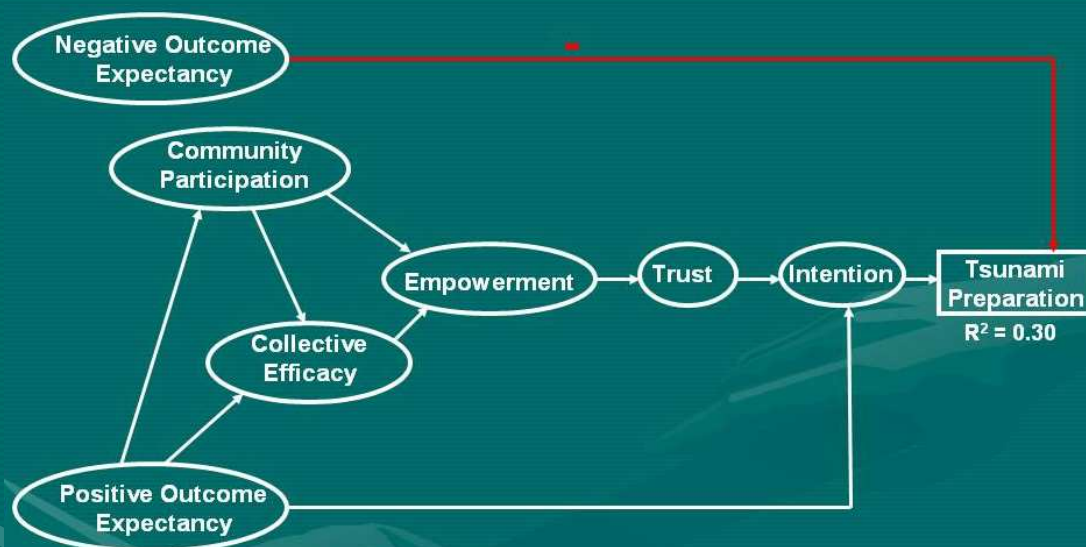 Negative Outcome
Expectancy
-
Community
Participation
Empowerment
Trust
Intention
Tsunami
Preparation
R² = 0.30
Collective
Efficacy
Positive Outcome
Expectancy